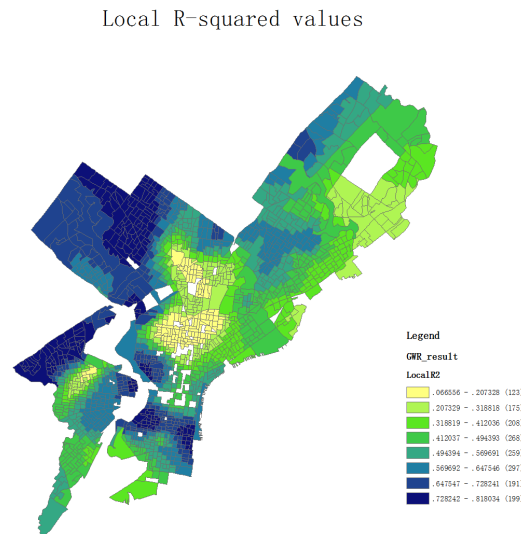 Local R-squared values
Legend
GWR_result
LocalR2
.066556 - .207328 (123)
.207329 - .318818 (175)
.318819 - .412036 (208)
.412037 - .494393 (268)
.494394 - .569691 (259)
.569692 - .647546 (297)
.647547 - .728241 (191)
.728242 - .818034 (199)